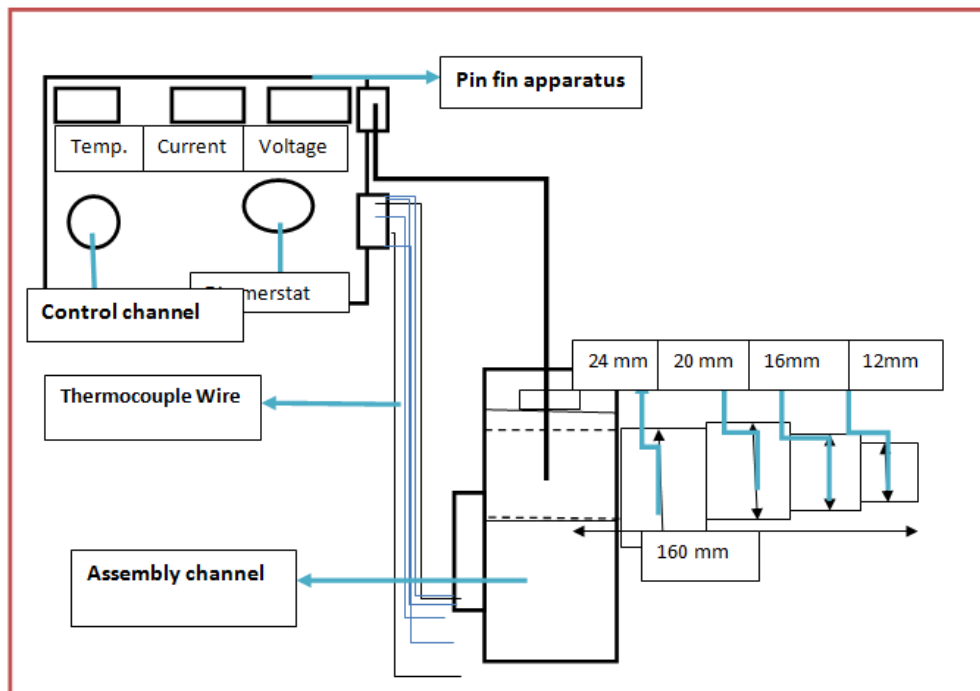 Pin fin apparatus
Temp. Current Voltage
Control channel
24 mm 20 mm 16mm 12mm
Thermocouple Wire
160 mm
Assembly channel